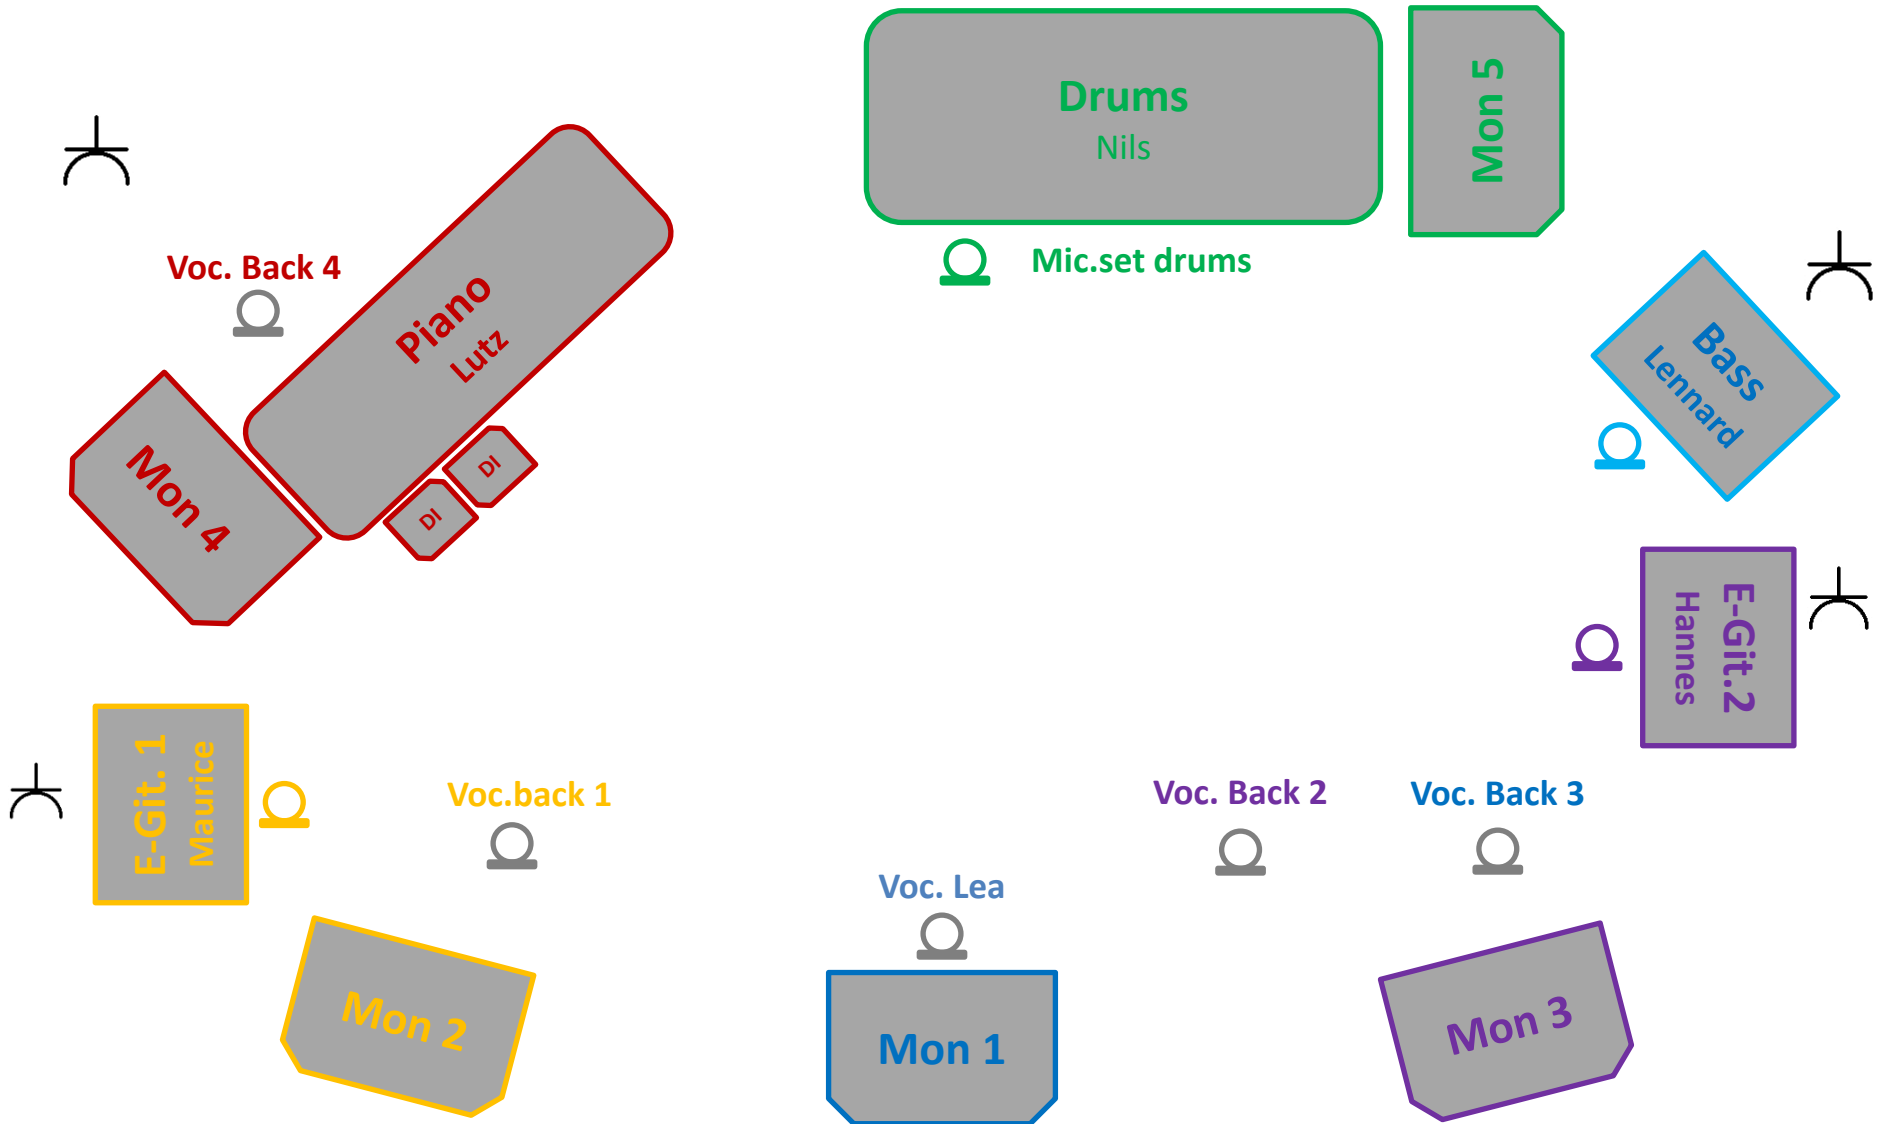 Drums
Nils
Mon 5
Mic.set drums
Voc. Back 4
Piano
Lutz
DI
DI
Mon 4
Bass
Lennard
E-Git.2
Hannes
E-Git. 1
Maurice
Voc.back 1
Voc. Back 2
Voc. Back 3
Voc. Lea
Mon 2
Mon 1
Mon 3